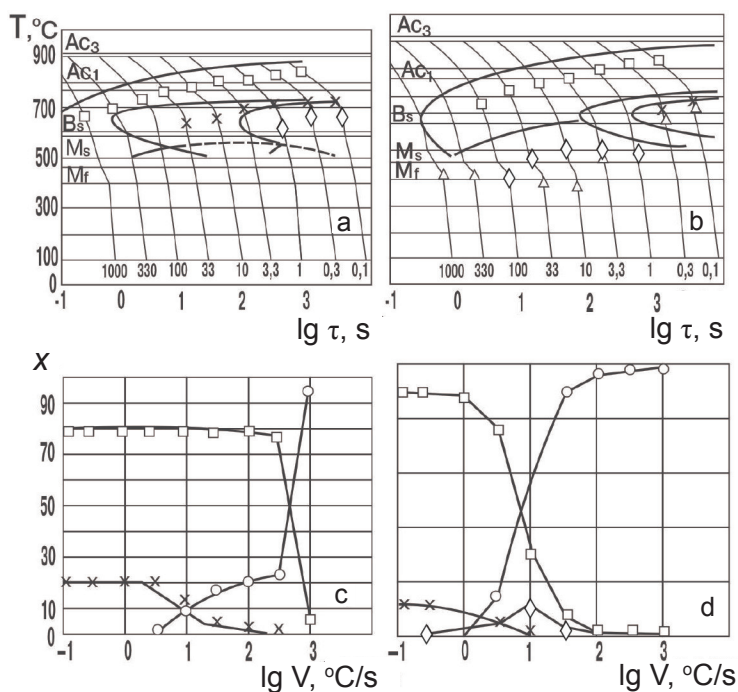 T,°C
900
Ac3
Ac1
700
Bs
500
Ms
Mf
300
100
0
a
1000 330 100 33 10 3,3 1 0,3 0,1
-1 0 1 2 3
lg τ, s
Ac3
Ac1
Bs
Ms
Mf
b
1000 330 100 33 10 3,3 1 0,3 0,1
-1 0 1 2 3
lg τ, s
x
90
70
50
30
10
0
c
-1 0 1 2 3
lg V, °C/s
d
-1 0 1 2 3
lg V, °C/s